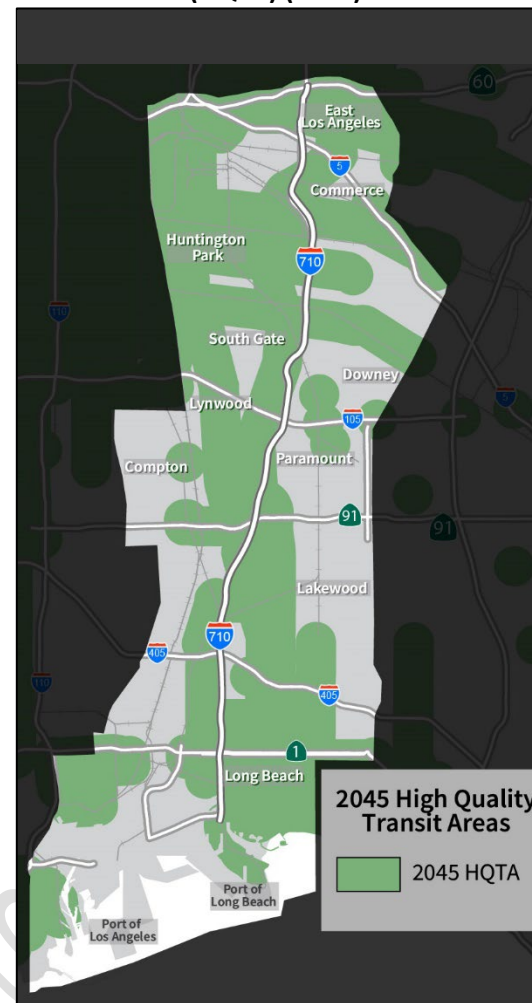 60
East
Los Angeles
5
Commerce
Huntington
Park
710
110
South Gate
Downey
5
Lynwood
105
Compton
Paramount
91
91
Lakewood
710
405
110
405
1
Long Beach
2045 High Quality
Transit Areas
2045 HQTA
Port of
Long Beach
Port of
Los Angeles